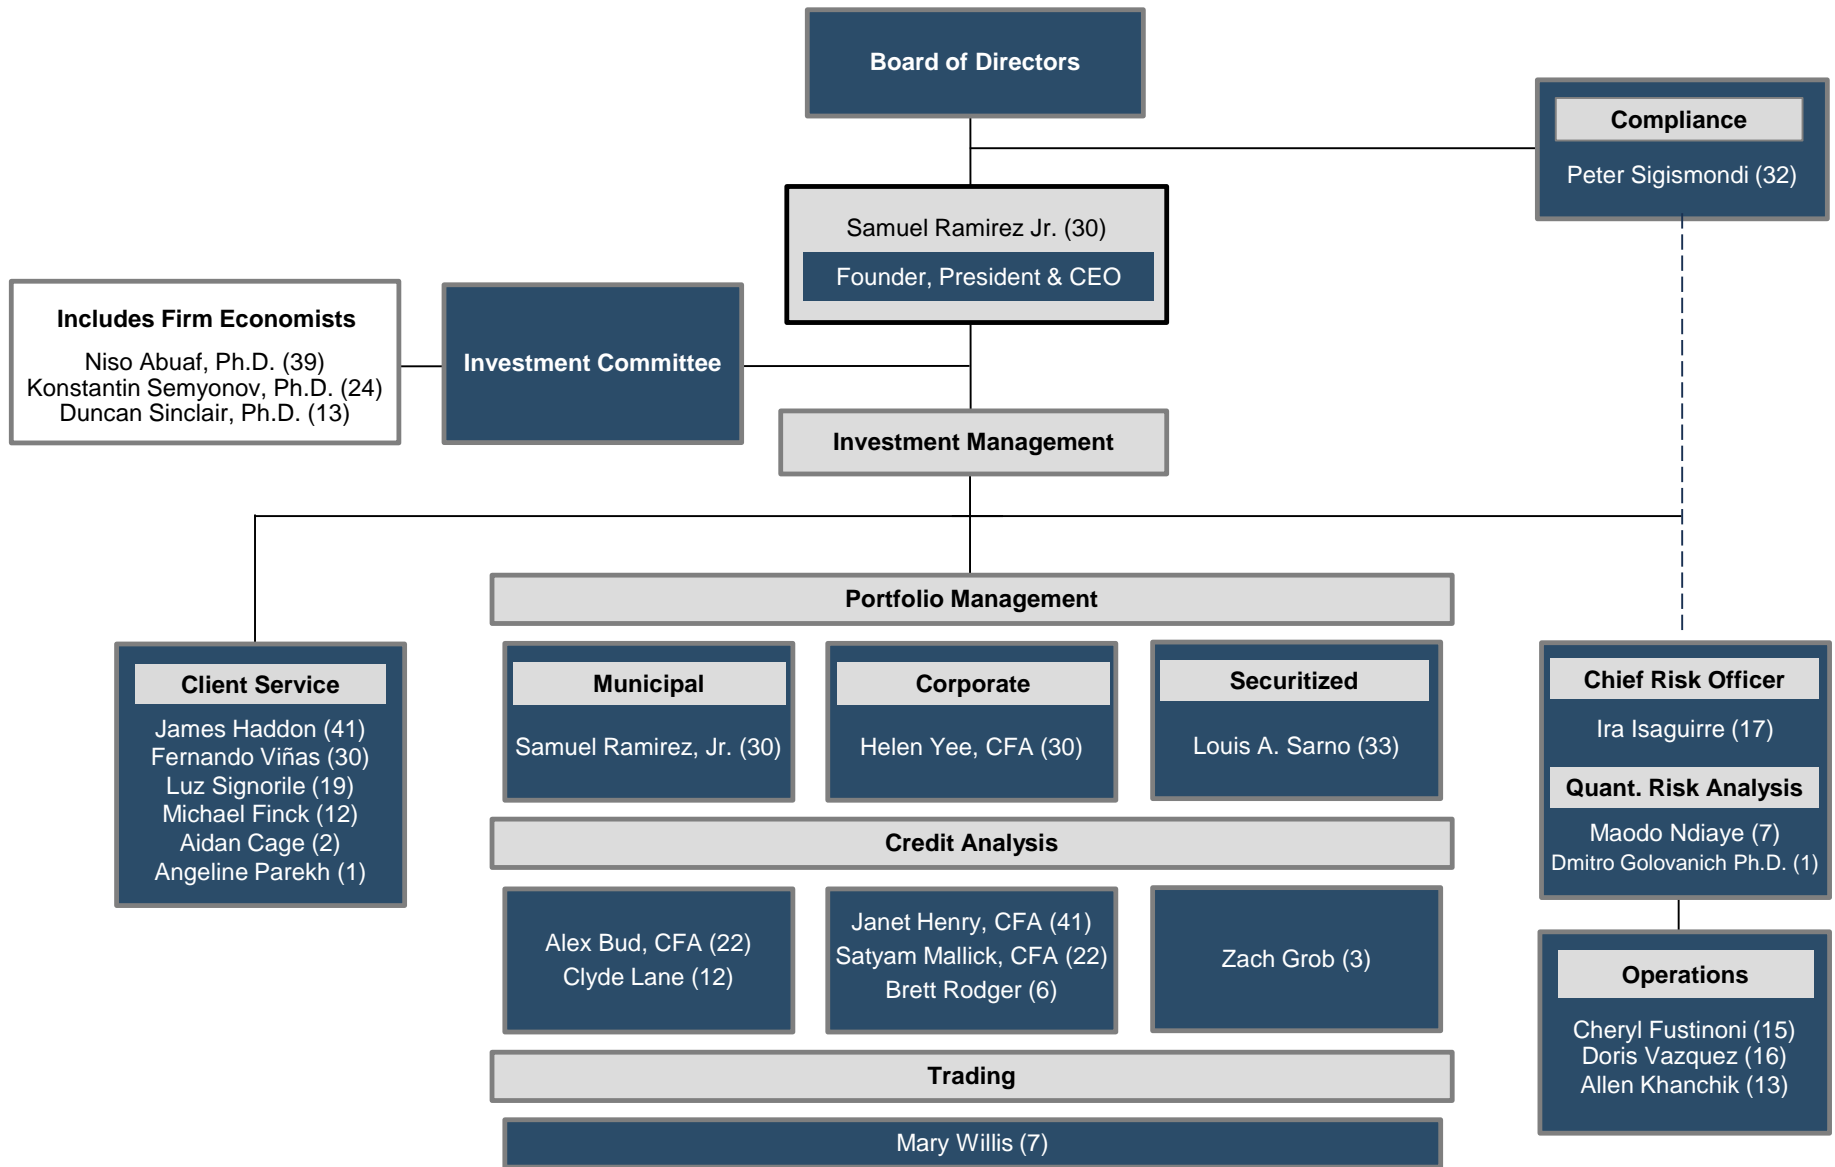 Board of Directors
Compliance
Peter Sigismondi (32)
Samuel Ramirez Jr. (30)
Founder, President & CEO
Includes Firm Economists
Niso Abuaf, Ph.D. (39)
Konstantin Semyonov, Ph.D. (24)
Duncan Sinclair, Ph.D. (13)
Investment Committee
Investment Management
Portfolio Management
Client Service
James Haddon (41)
Fernando Viñas (30)
Luz Signorile (19)
Michael Finck (12)
Aidan Cage (2)
Angeline Parekh (1)
Municipal
Samuel Ramirez, Jr. (30)
Corporate
Helen Yee, CFA (30)
Securitized
Louis A. Sarno (33)
Chief Risk Officer
Ira Isaguirre (17)
Quant. Risk Analysis
Maodo Ndiaye (7)
Dmitro Golovanich Ph.D. (1)
Credit Analysis
Alex Bud, CFA (22)
Clyde Lane (12)
Janet Henry, CFA (41)
Satyam Mallick, CFA (22)
Brett Rodger (6)
Zach Grob (3)
Operations
Cheryl Fustinoni (15)
Doris Vazquez (16)
Allen Khanchik (13)
Trading
Mary Willis (7)